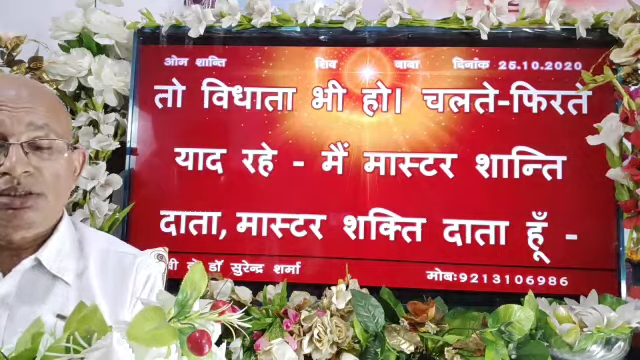 ओम शान्ति शिव बाबा दिनांक 25.10.2020
तो विधाता भी हो। चलते-फिरते
याद रहे - मैं मास्टर शान्ति
दाता, मास्टर शक्ति दाता हूँ -
डॉ सुरेन्द्र शर्मा मोबः9213106986